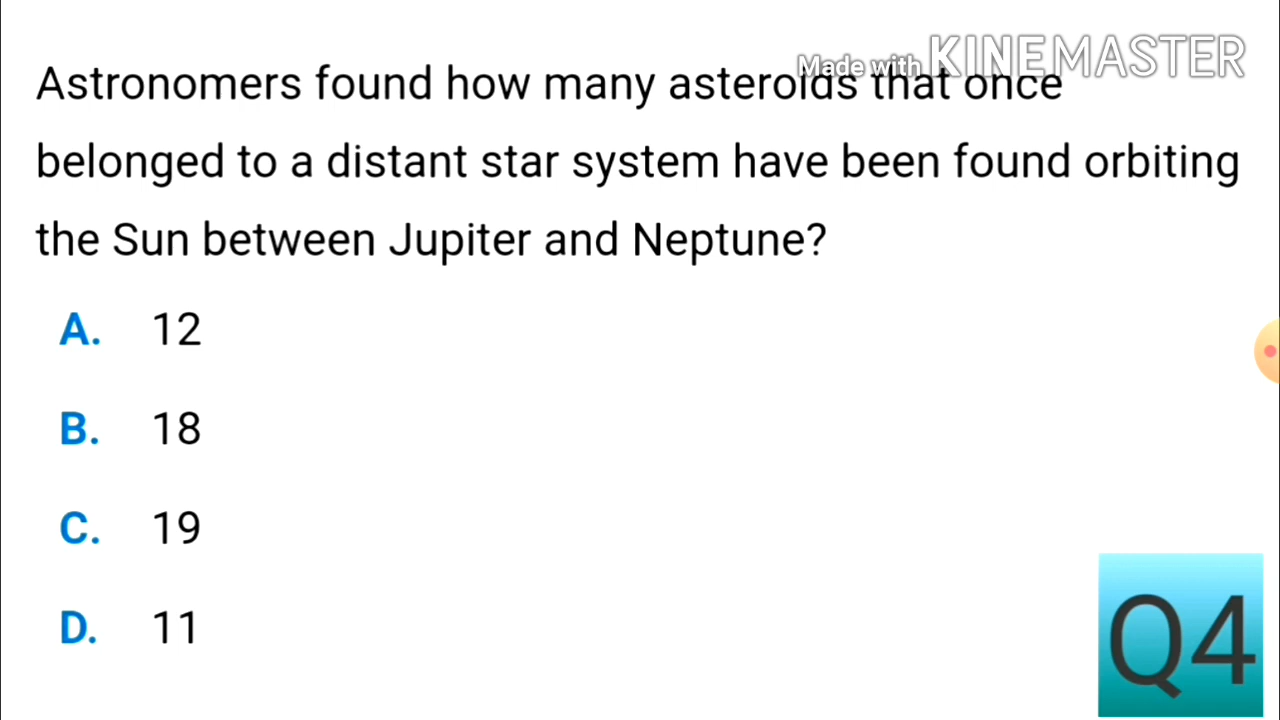 Made with KINEMASTER
Astronomers found how many asteroids that once
belonged to a distant star system have been found orbiting
the Sun between Jupiter and Neptune?
A. 12
B. 18
C. 19
D. 11
Q4